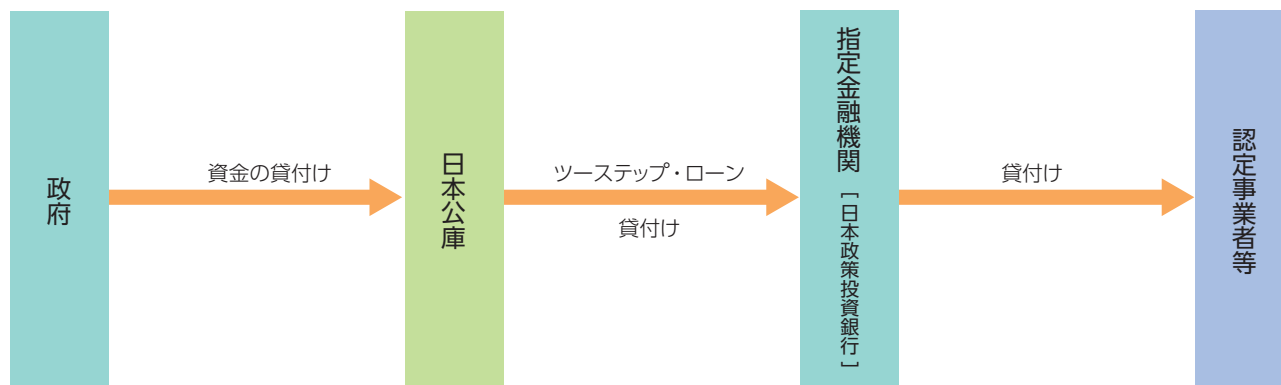 政府
資金の貸付け
日本公庫
ツーステップ・ローン
貸付け
指定金融機関
[日本政策投資銀行]
貸付け
認定事業者等